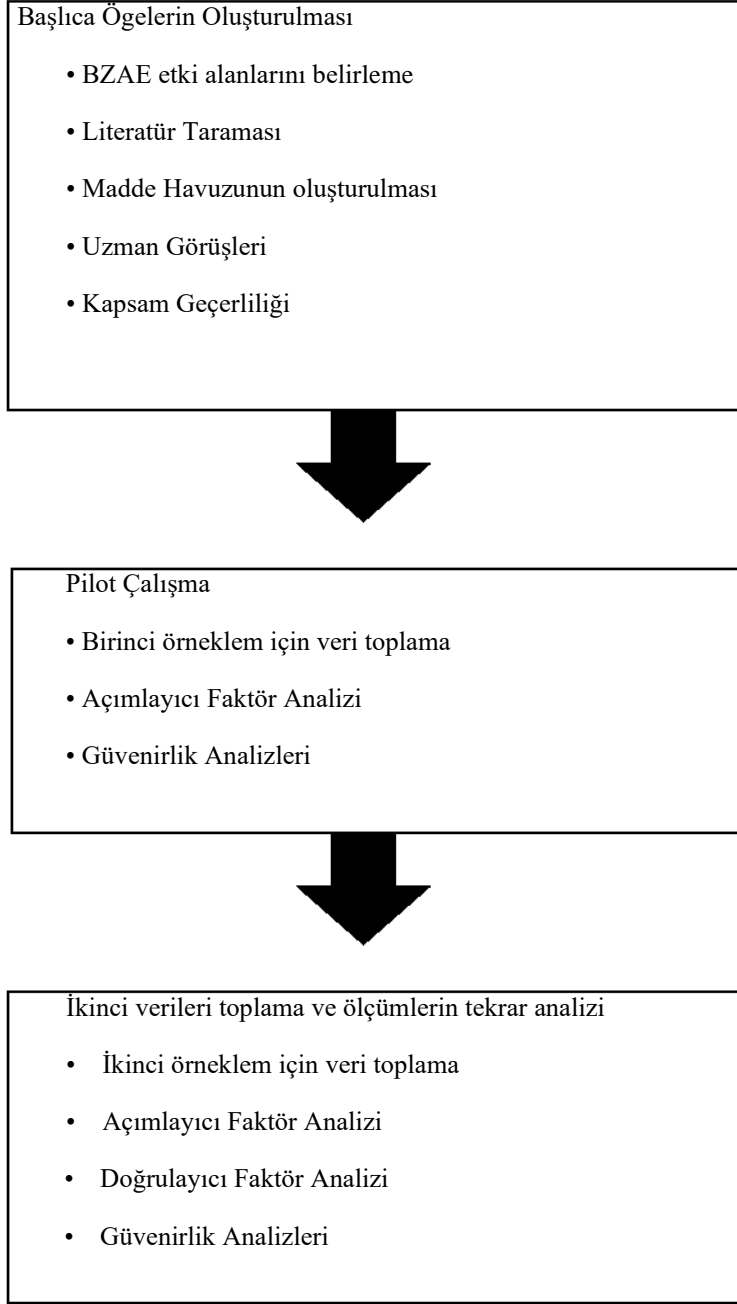 Başlıca Ögelerin Oluşturulması
• BZAE etki alanlarını belirleme
• Literatür Taraması
• Madde Havuzunun oluşturulması
• Uzman Görüşleri
• Kapsam Geçerliliği
Pilot Çalışma
• Birinci örneklem için veri toplama
• Açımlayıcı Faktör Analizi
• Güvenirlik Analizleri
İkinci verileri toplama ve ölçümlerin tekrar analizi
• İkinci örneklem için veri toplama
• Açımlayıcı Faktör Analizi
• Doğrulayıcı Faktör Analizi
• Güvenirlik Analizleri